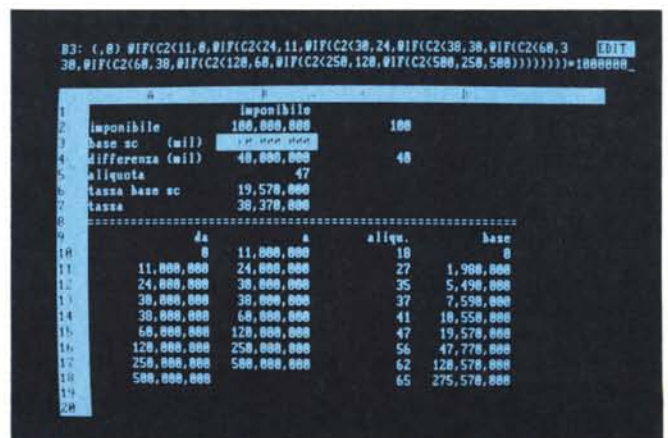 B3: (,0) @IF(C2<11,0,@IF(C2<24,11,@IF(C2<30,24,@IF(C2<38,30,@IF(C2<60,3 EDIT
30,@IF(C2<60,38,@IF(C2<120,60,@IF(C2<250,120,@IF(C2<500,250,500))))))))*1000000_
A B D
1 imponibile
2 imponibile 100,000,000 100
3 base sc (mil)
4 differenza (mil) 40,000,000 40
5 aliquota 47
6 tassa base sc 19,570,000
7 tassa 38,370,000
8 ==================================================
9 da a aliqu. base
10 0 11,000,000 18 0
11 11,000,000 24,000,000 27 1,980,000
12 24,000,000 30,000,000 35 5,490,000
13 30,000,000 38,000,000 37 7,590,000
14 38,000,000 60,000,000 41 10,550,000
15 60,000,000 120,000,000 47 19,570,000
16 120,000,000 250,000,000 56 47,770,000
17 250,000,000 500,000,000 62 120,570,000
18 500,000,000 65 275,570,000
19
20